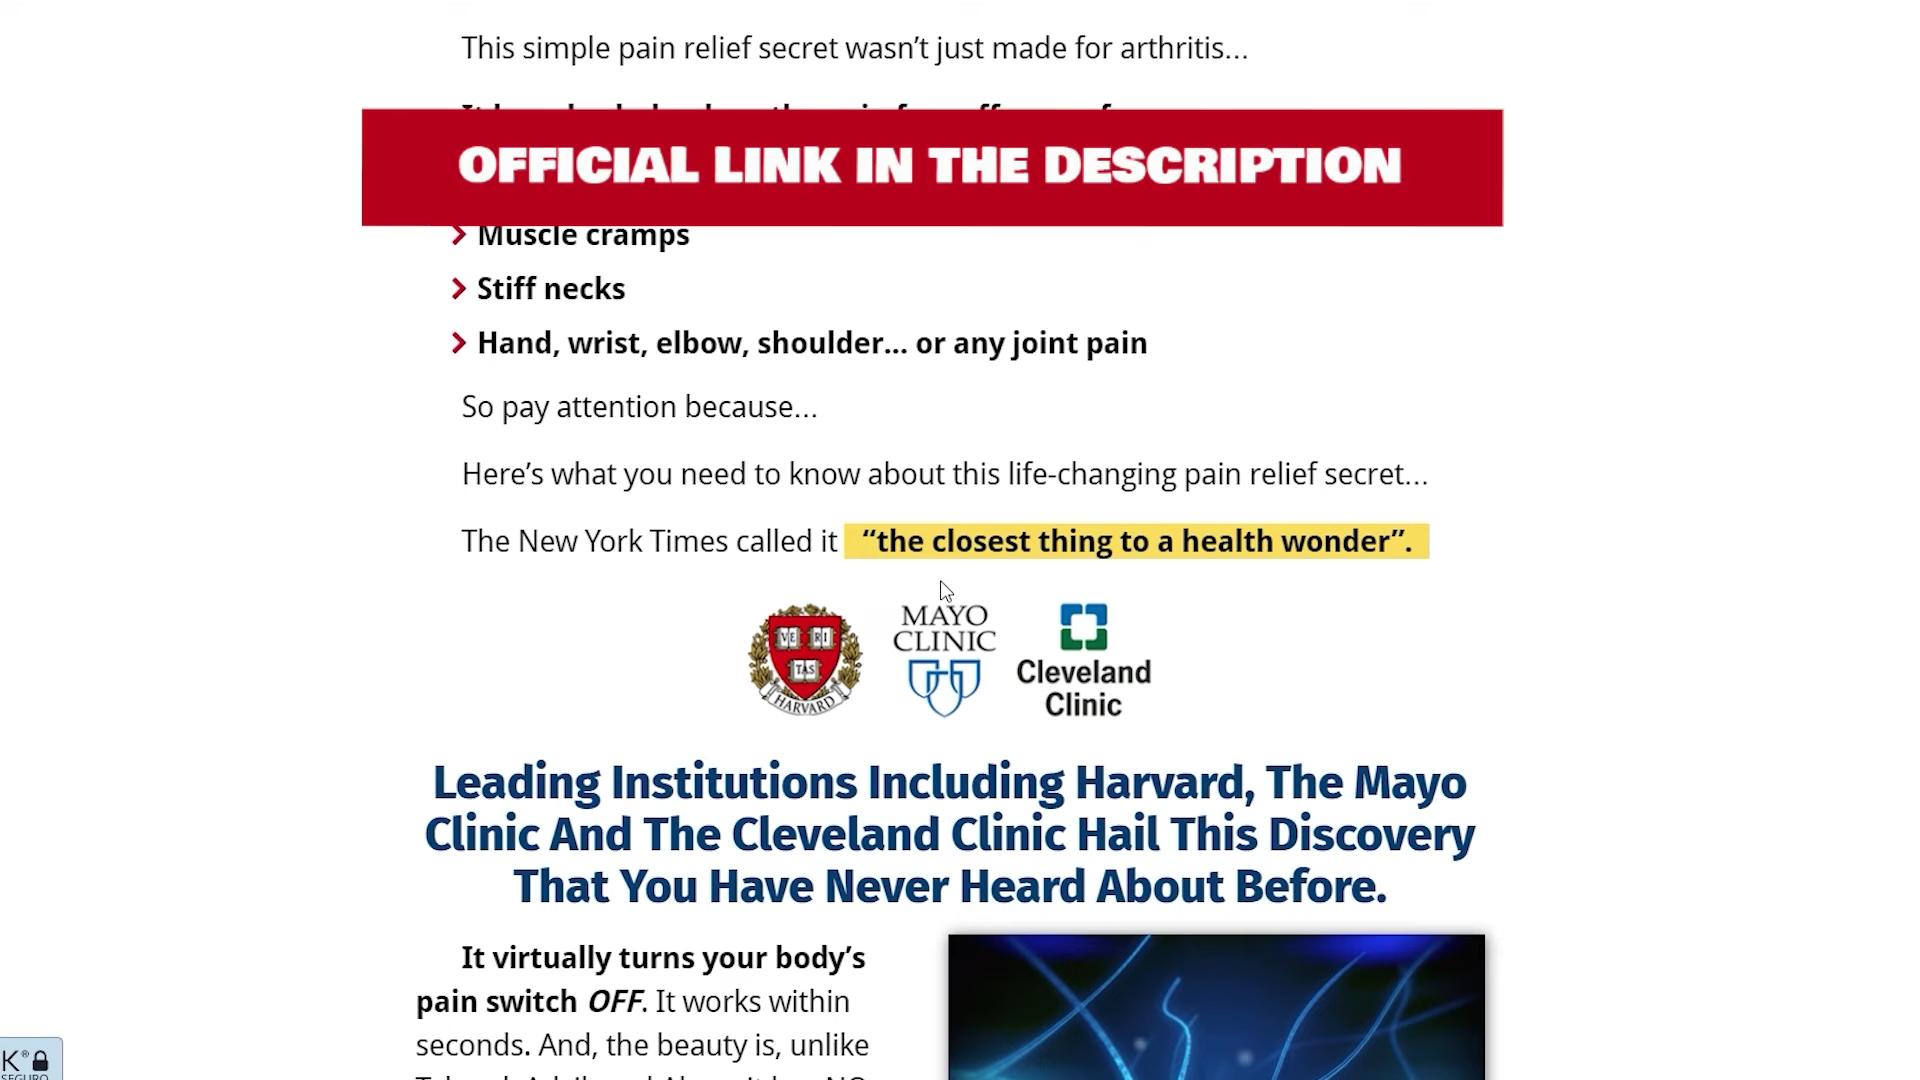 This simple pain relief secret wasn’t just made for arthritis…
OFFICIAL LINK IN THE DESCRIPTION
Muscle cramps
Stiff necks
Hand, wrist, elbow, shoulder… or any joint pain
So pay attention because…
Here’s what you need to know about this life-changing pain relief secret…
The New York Times called it “the closest thing to a health wonder”.
VE RI
TAS
HARVARD
MAYO
CLINIC
Cleveland
Clinic
Leading Institutions Including Harvard, The Mayo
Clinic And The Cleveland Clinic Hail This Discovery
That You Have Never Heard About Before.
It virtually turns your body’s
pain switch OFF. It works within
seconds. And, the beauty is, unlike
K®
SEGURO